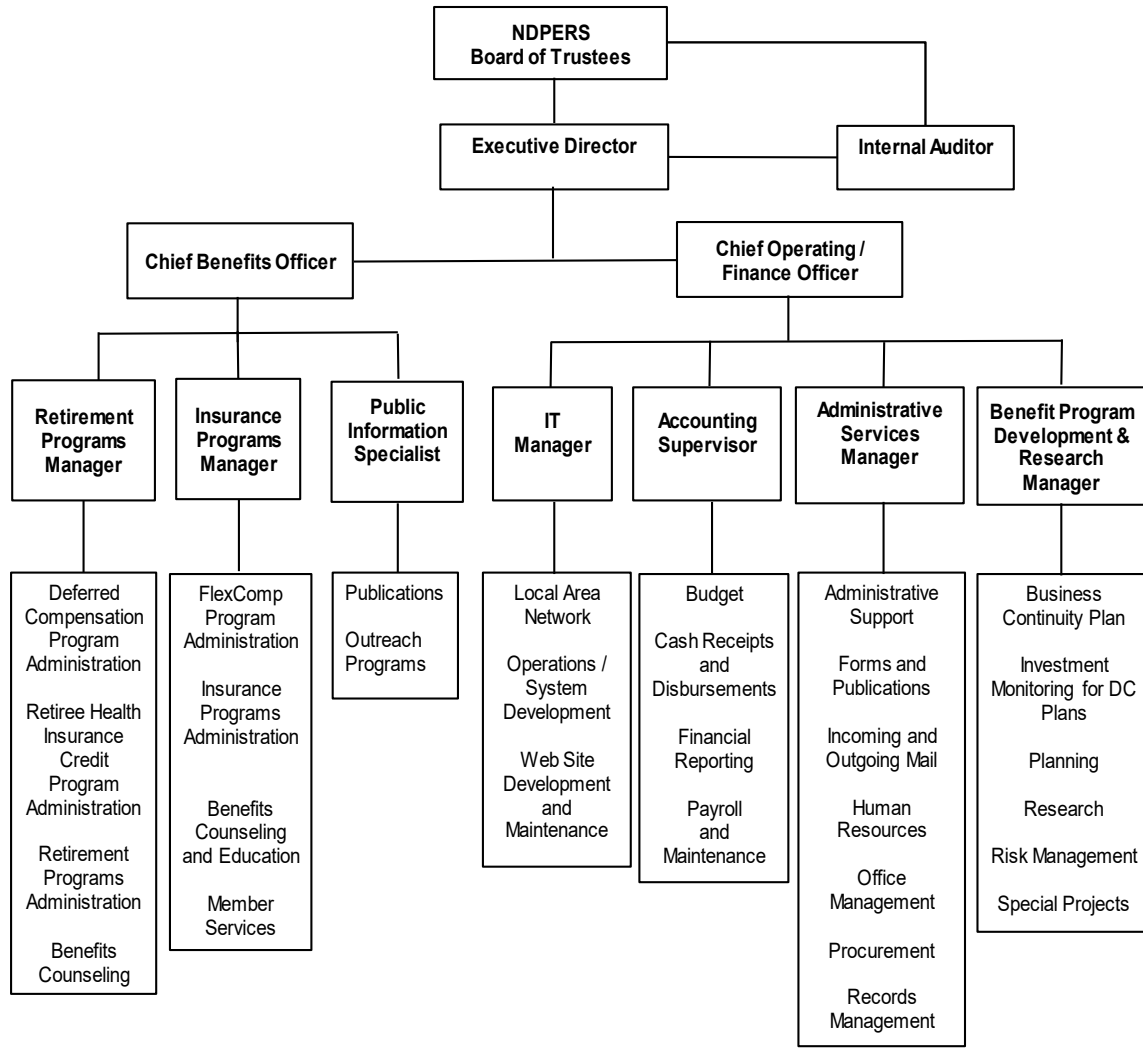 NDPERS
Board of Trustees
Executive Director
Internal Auditor
Chief Benefits Officer
Chief Operating /
Finance Officer
Retirement
Programs
Manager
Insurance
Programs
Manager
Public
Information
Specialist
IT
Manager
Accounting
Supervisor
Administrative
Services
Manager
Benefit Program
Development &
Research
Manager
Deferred
Compensation
Program
Administration
Retiree Health
Insurance
Credit
Program
Administration
Retirement
Programs
Administration
Benefits
Counseling
FlexComp
Program
Administration
Insurance
Programs
Administration
Benefits
Counseling
and Education
Member
Services
Publications
Outreach
Programs
Local Area
Network
Operations /
System
Development
Web Site
Development
and
Maintenance
Budget
Cash Receipts
and
Disbursements
Financial
Reporting
Payroll
and
Maintenance
Administrative
Support
Forms and
Publications
Incoming and
Outgoing Mail
Human
Resources
Office
Management
Procurement
Records
Management
Business
Continuity Plan
Investment
Monitoring for DC
Plans
Planning
Research
Risk Management
Special Projects